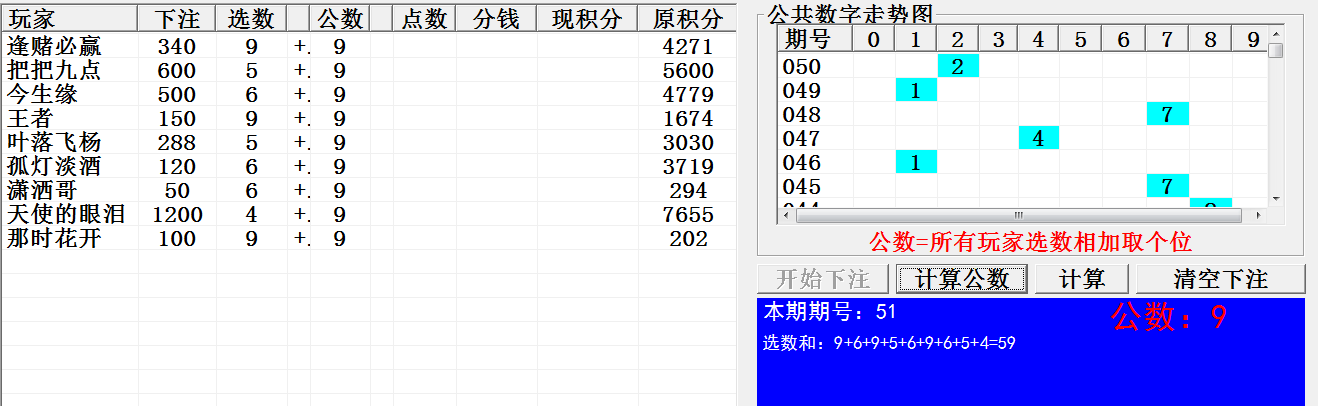 玩家 下注 选数 公数 点数 分钱 现积分 原积分
逢赌必赢 340 9 +. 9 4271
把把九点 600 5 +. 9 5600
今生缘 500 6 +. 9 4779
王者 150 9 +. 9 1674
叶落飞杨 288 5 +. 9 3030
孤灯淡酒 120 6 +. 9 3719
潇洒哥 50 6 +. 9 294
天使的眼泪 1200 4 +. 9 7655
那时花开 100 9 +. 9 202
公共数字走势图
期号 0 1 2 3 4 5 6 7 8 9
050 2
049 1
048 7
047 4
046 1
045 7
公数=所有玩家选数相加取个位
开始下注 计算公数 计算 清空下注
本期期号：51 公数：9
选数和：9+6+9+5+6+9+6+5+4=59